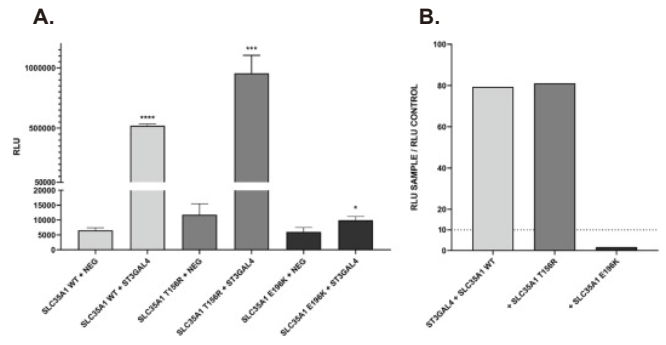 A.
B.
RLU
1000000
500000
50000
20000
15000
10000
5000
0
****
***
*
SLC35A1 WT + NEG
SLC35A1 WT + ST3GAL4
SLC35A1 T156R + NEG
SLC35A1 T156R + ST3GAL4
SLC35A1 E196K + NEG
SLC35A1 E196K + ST3GAL4
RLU SAMPLE / RLU CONTROL
100
80
60
40
20
10
0
ST3GAL4 + SLC35A1 WT
+ SLC35A1 T156R
+ SLC35A1 E196K